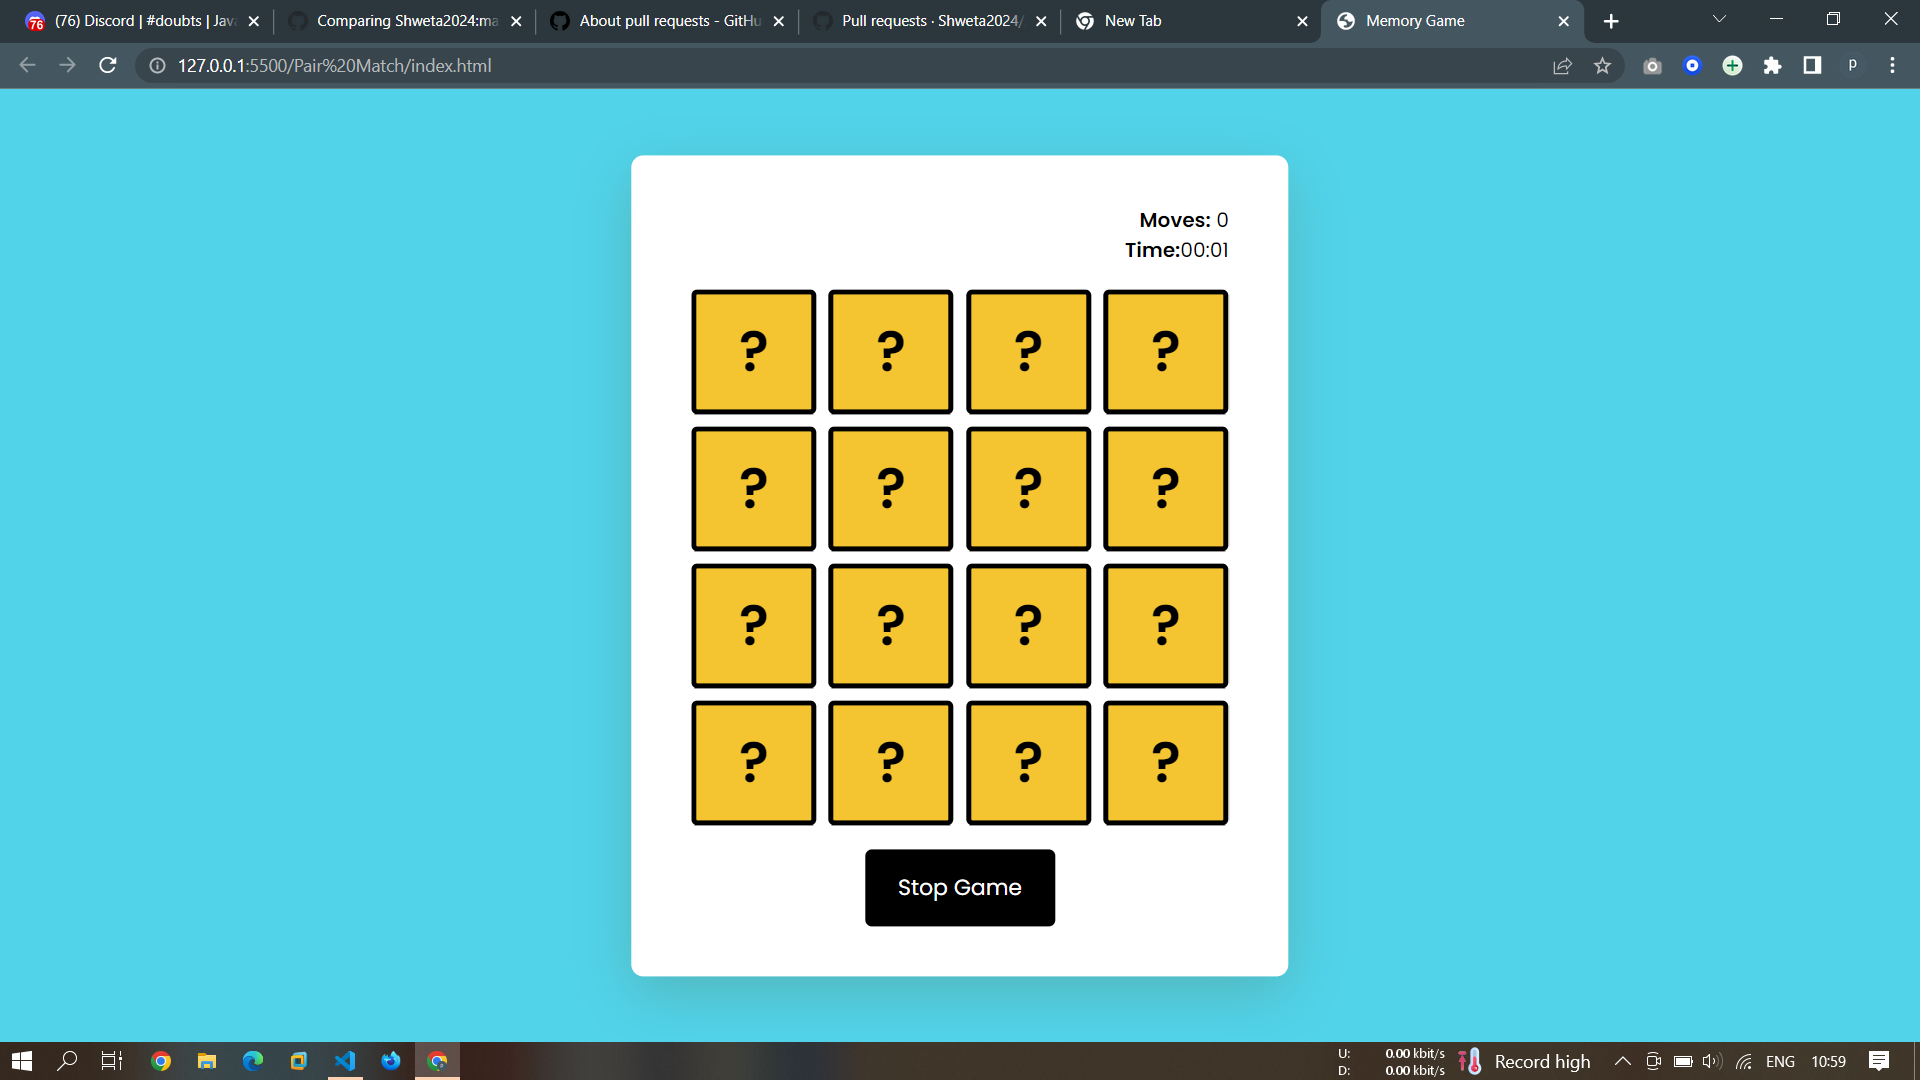 76 (76) Discord | #doubts | Jav
Comparing Shweta2024:ma
About pull requests - GitHu
Pull requests · Shweta2024/
New Tab
Memory Game
127.0.0.1:5500/Pair%20Match/index.html
p
Moves: 0
Time:00:01
? ? ? ?
? ? ? ?
? ? ? ?
? ? ? ?
Stop Game
U: 0.00 kbit/s
D: 0.00 kbit/s
Record high
ENG
10:59